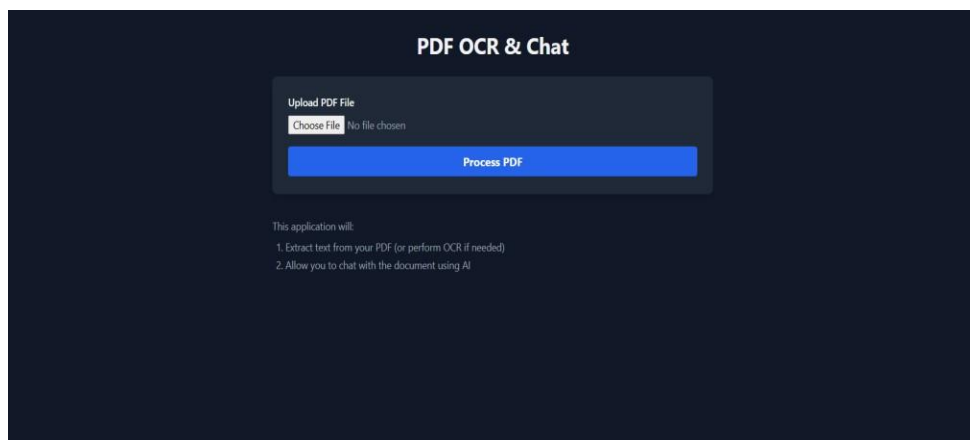 PDF OCR & Chat
Upload PDF File
Choose File No file chosen
Process PDF
This application will:
1. Extract text from your PDF (or perform OCR if needed)
2. Allow you to chat with the document using AI